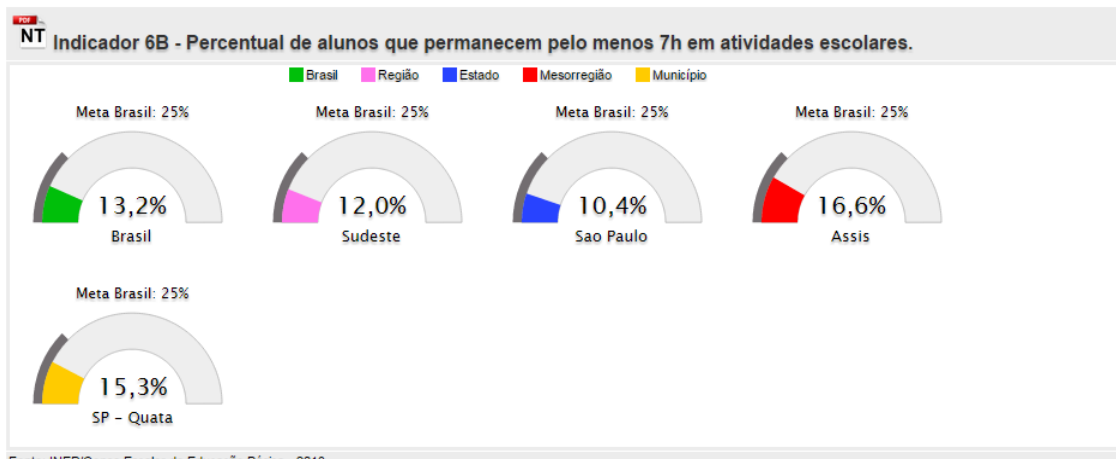 PDF
NT
Indicador 6B - Percentual de alunos que permanecem pelo menos 7h em atividades escolares.
Brasil Região Estado Mesorregião Município
Meta Brasil: 25% Meta Brasil: 25% Meta Brasil: 25% Meta Brasil: 25%
13,2% 12,0% 10,4% 16,6%
Brasil Sudeste Sao Paulo Assis
Meta Brasil: 25%
15,3%
SP - Quata